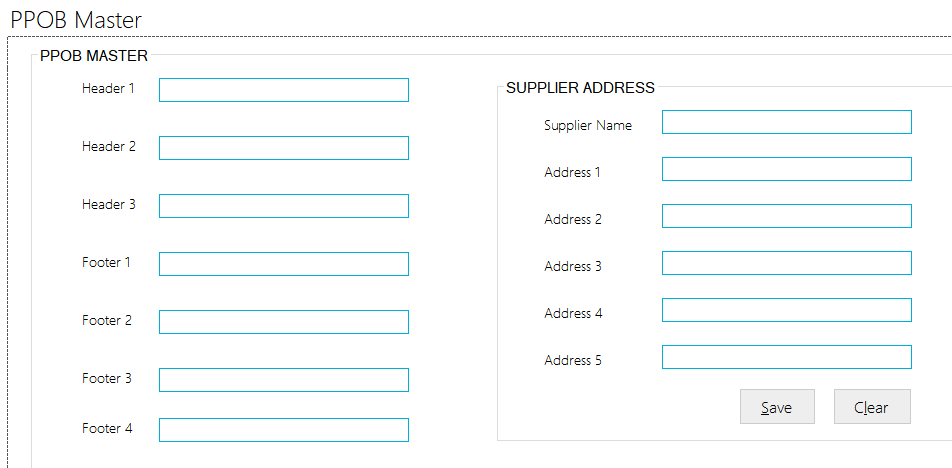 PPOB Master
PPOB MASTER
Header 1
Header 2
Header 3
Footer 1
Footer 2
Footer 3
Footer 4
SUPPLIER ADDRESS
Supplier Name
Address 1
Address 2
Address 3
Address 4
Address 5
Save Clear